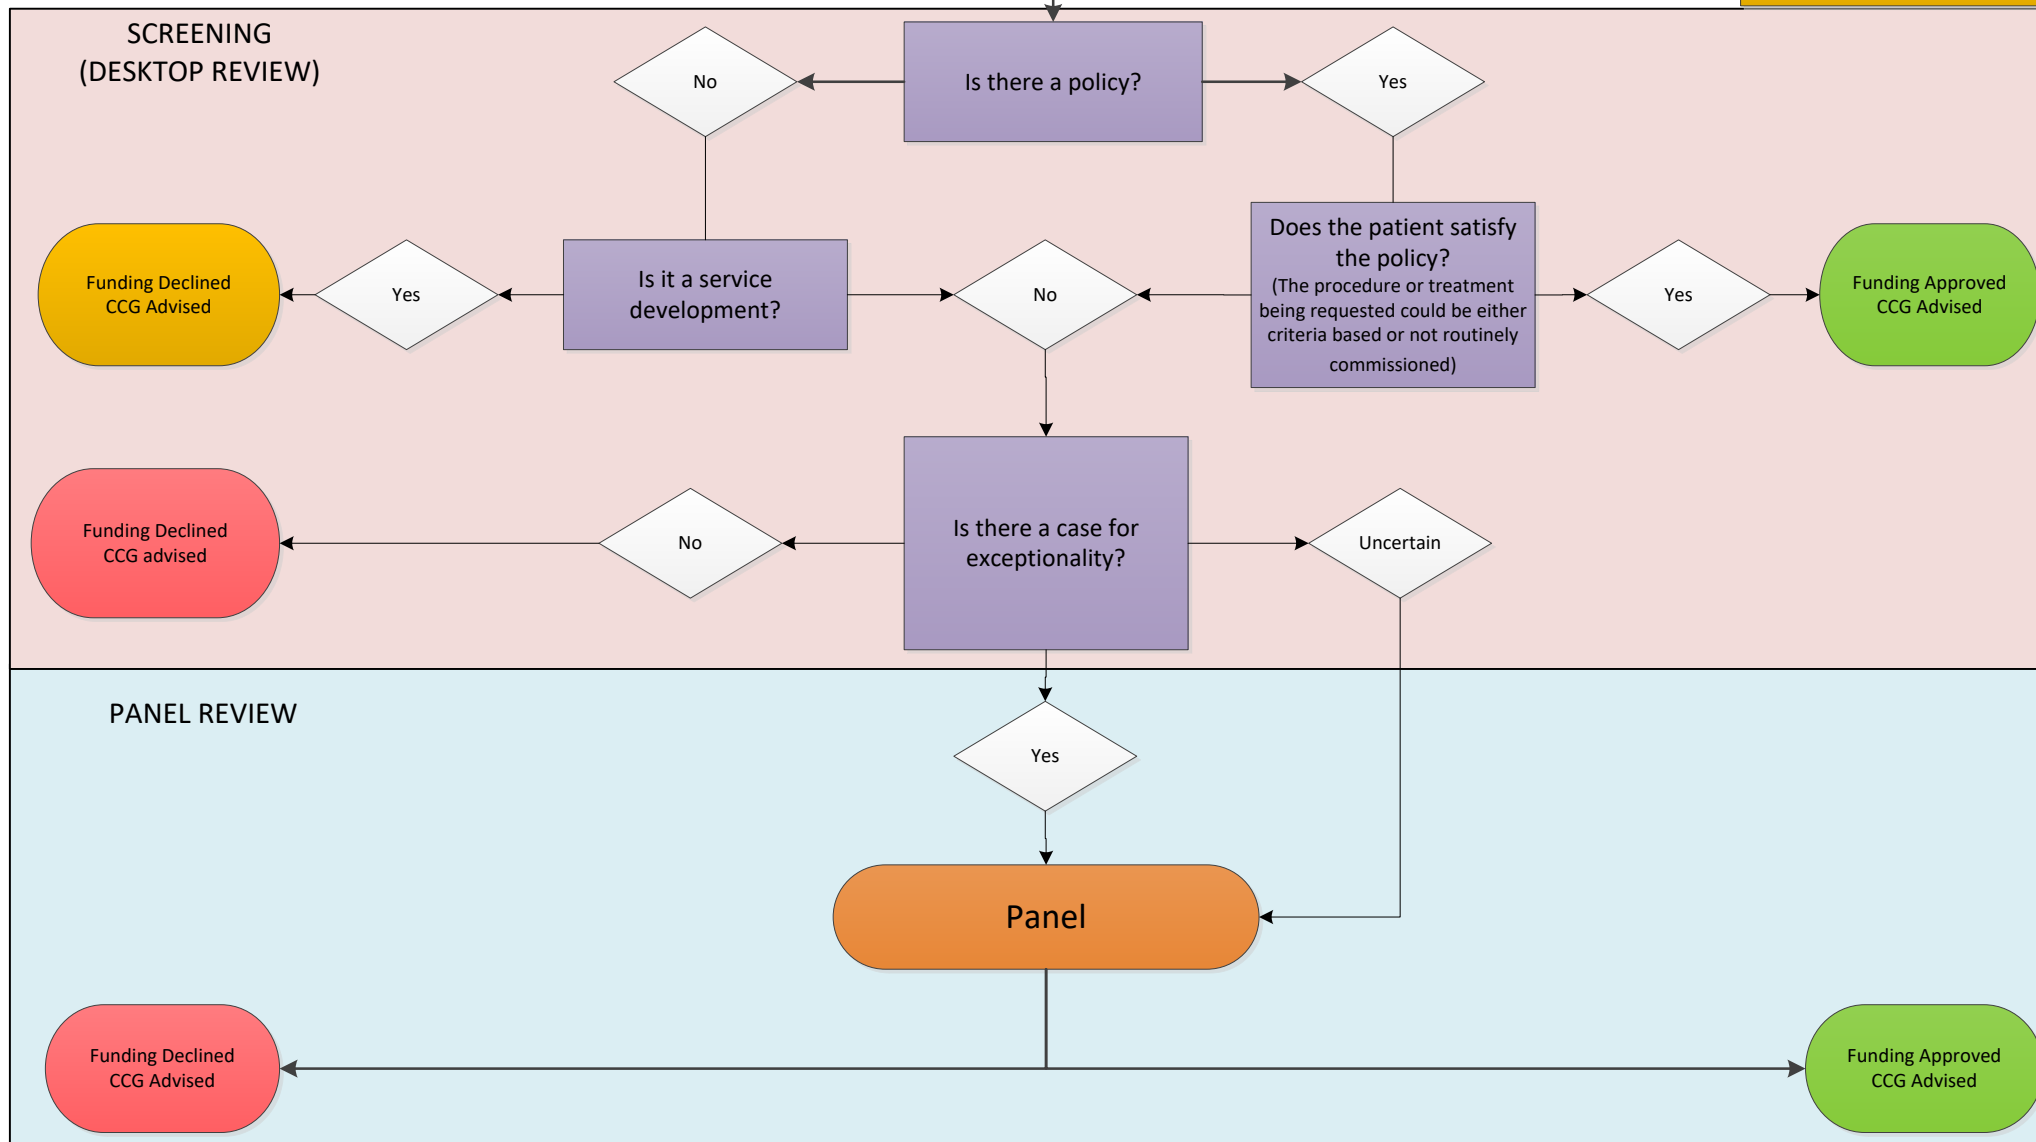 SCREENING
(DESKTOP REVIEW)
No
Is there a policy?
Yes
Funding Declined
CCG Advised
Yes
Is it a service
development?
No
Does the patient satisfy
the policy?
(The procedure or treatment
being requested could be either
criteria based or not routinely
commissioned)
Yes
Funding Approved
CCG Advised
Funding Declined
CCG advised
No
Is there a case for
exceptionality?
Uncertain
PANEL REVIEW
Yes
Panel
Funding Declined
CCG Advised
Funding Approved
CCG Advised